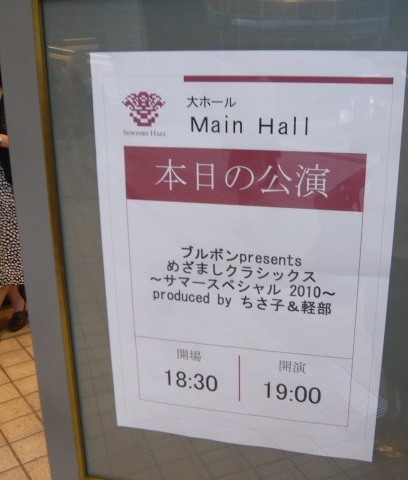 SUNTORY HALL
大ホール
Main Hall
本日の公演
ブルボンpresents
めざましクラシックス
～サマースペシャル 2010～
produced by ちさ子＆軽部
開場
18:30
開演
19:00